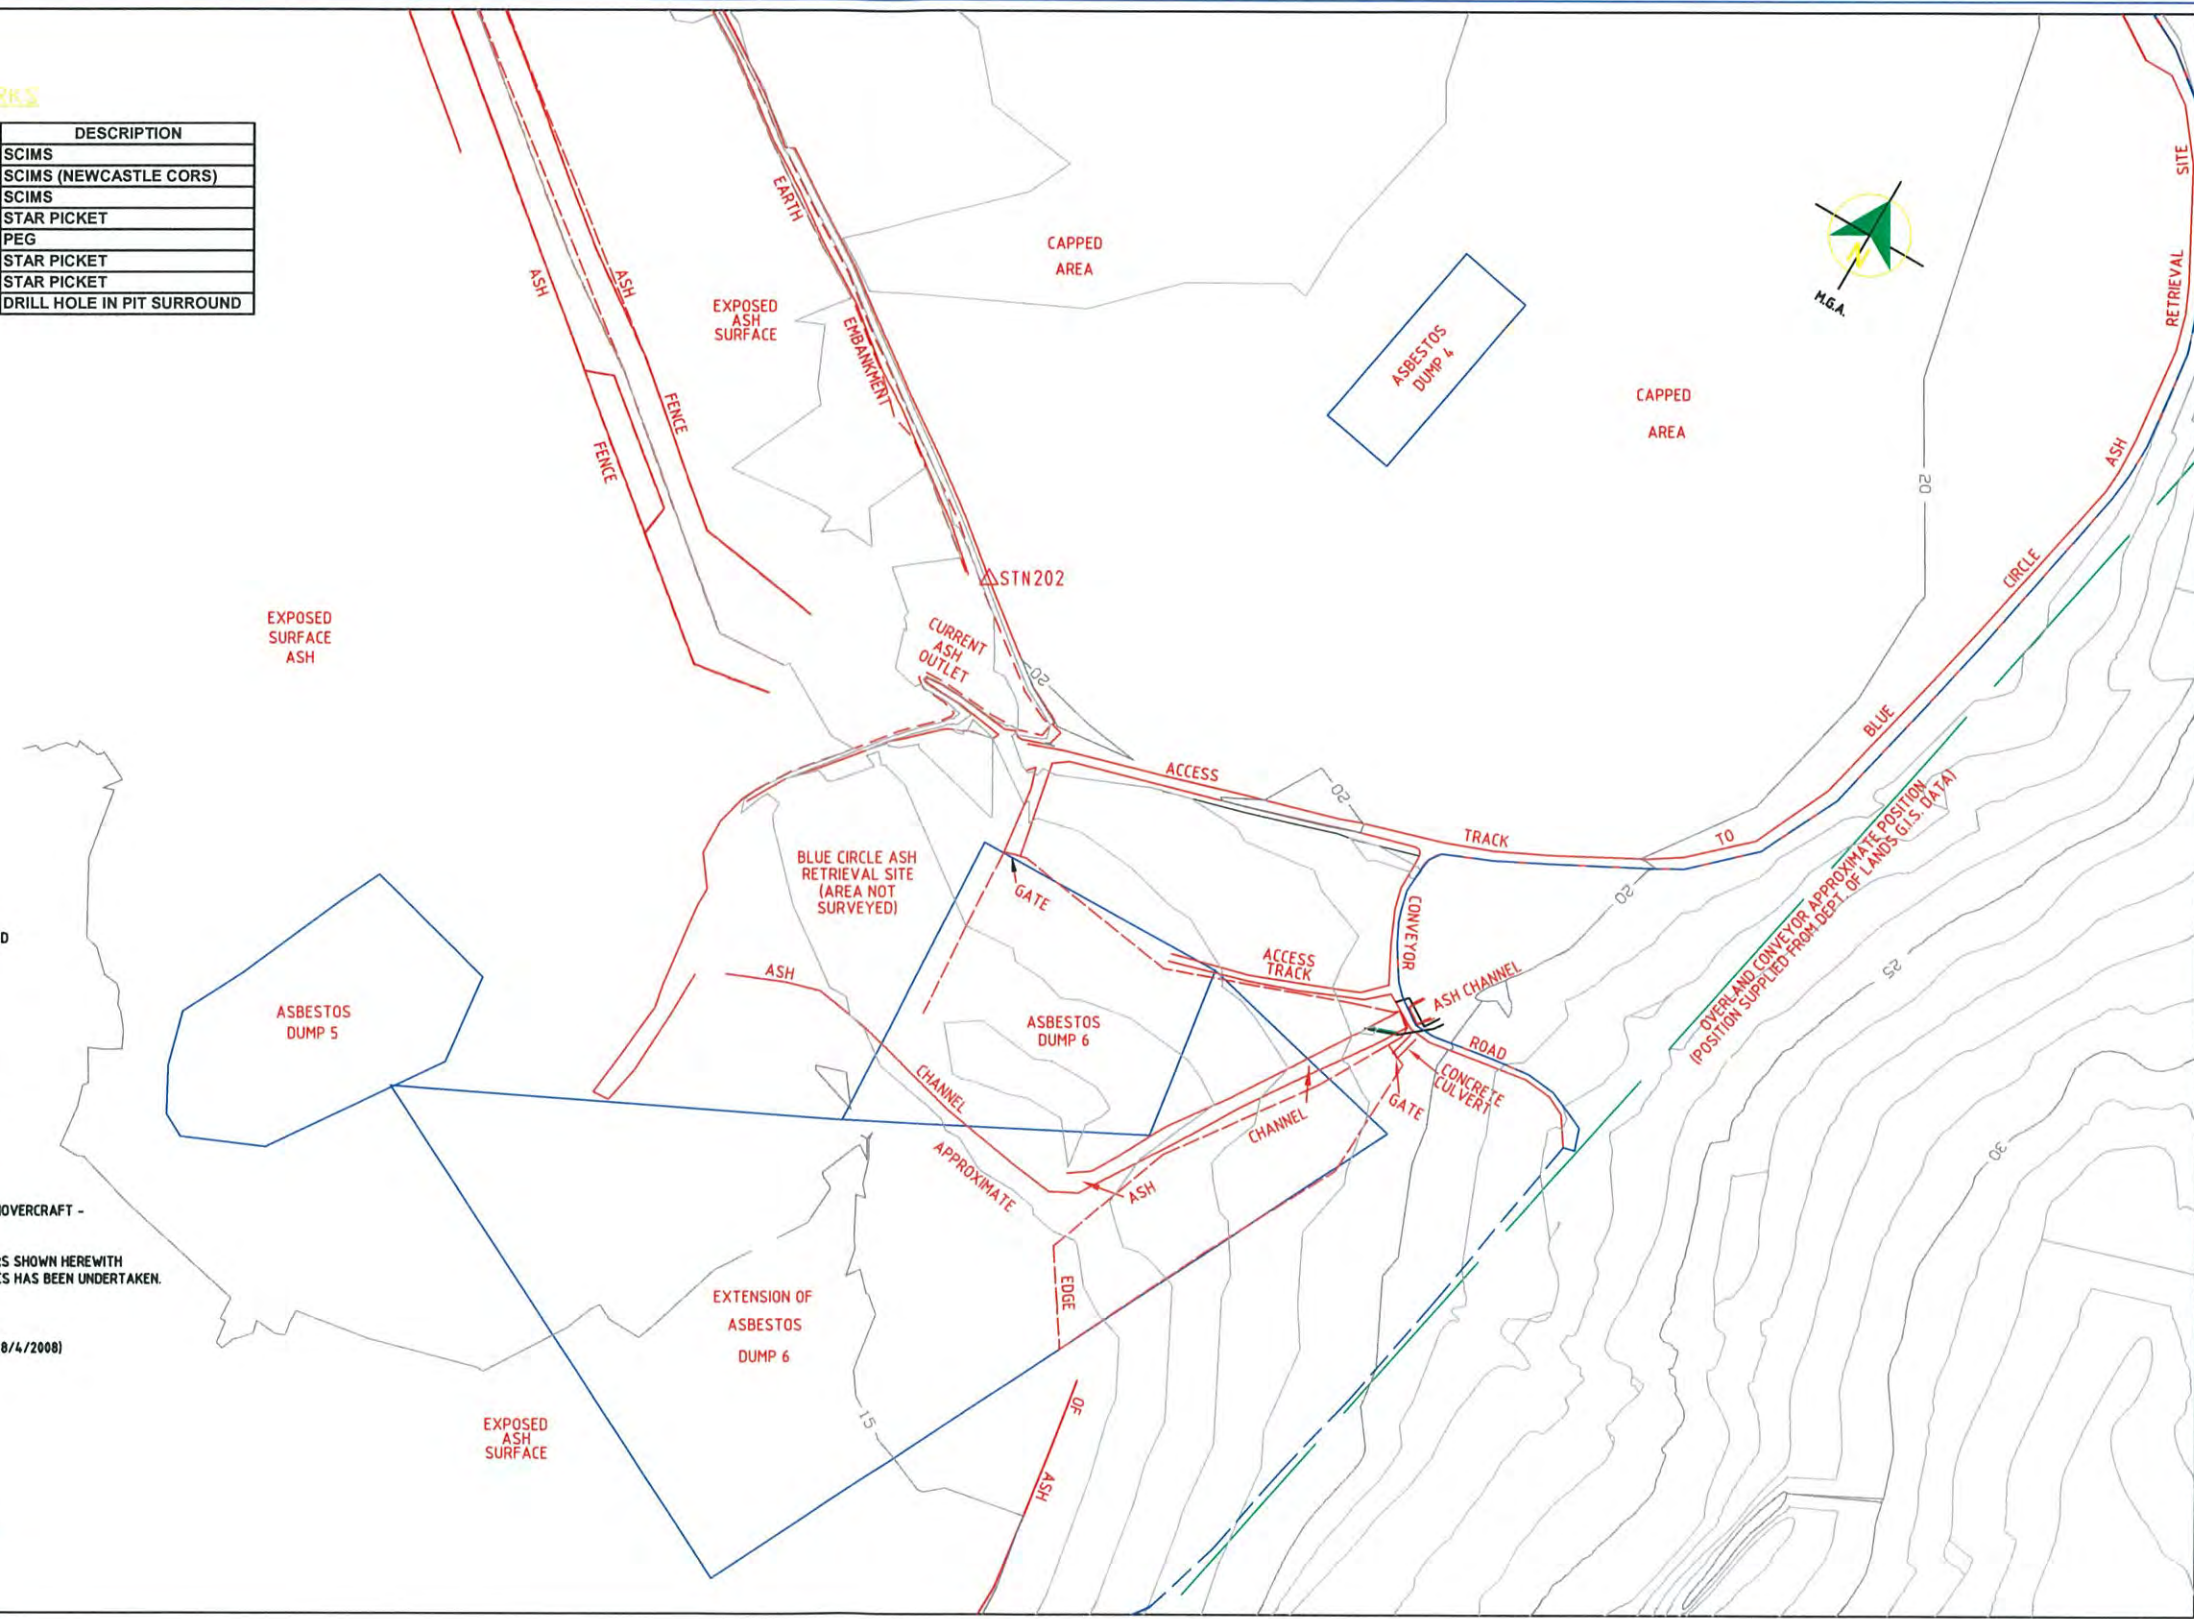 RKS
DESCRIPTION
SCIMS
SCIMS (NEWCASTLE CORS)
SCIMS
STAR PICKET
PEG
STAR PICKET
STAR PICKET
DRILL HOLE IN PIT SURROUND
ASH
FENCE
ASH
FENCE
EARTH
EMBANKMENT
EXPOSED
ASH
SURFACE
CAPPED
AREA
ASBESTOS
DUMP 4
CAPPED
AREA
N
M.G.A.
SITE
RETRIEVAL
ASH
CIRCLE
BLUE
TO
TRACK
ACCESS
20
STN202
CURRENT
ASH
OUTLET
20
20
20
EXPOSED
SURFACE
ASH
BLUE CIRCLE ASH
RETRIEVAL SITE
(AREA NOT
SURVEYED)
GATE
CONVEYOR
ROAD
ACCESS
TRACK
ASH CHANNEL
OVERLAND CONVEYOR APPROXIMATE POSITION
(POSITION SUPPLIED FROM DEPT. OF LANDS G.I.S. DATA)
25
30
D
ASBESTOS
DUMP 5
ASH
CHANNEL
ASBESTOS
DUMP 6
CONCRETE
CULVERT
GATE
CHANNEL
ASH
APPROXIMATE
EDGE
OF
ASH
HOVERCRAFT -
RS SHOWN HEREWITH
ES HAS BEEN UNDERTAKEN.
8/4/2008)
EXTENSION OF
ASBESTOS
DUMP 6
15
EXPOSED
ASH
SURFACE